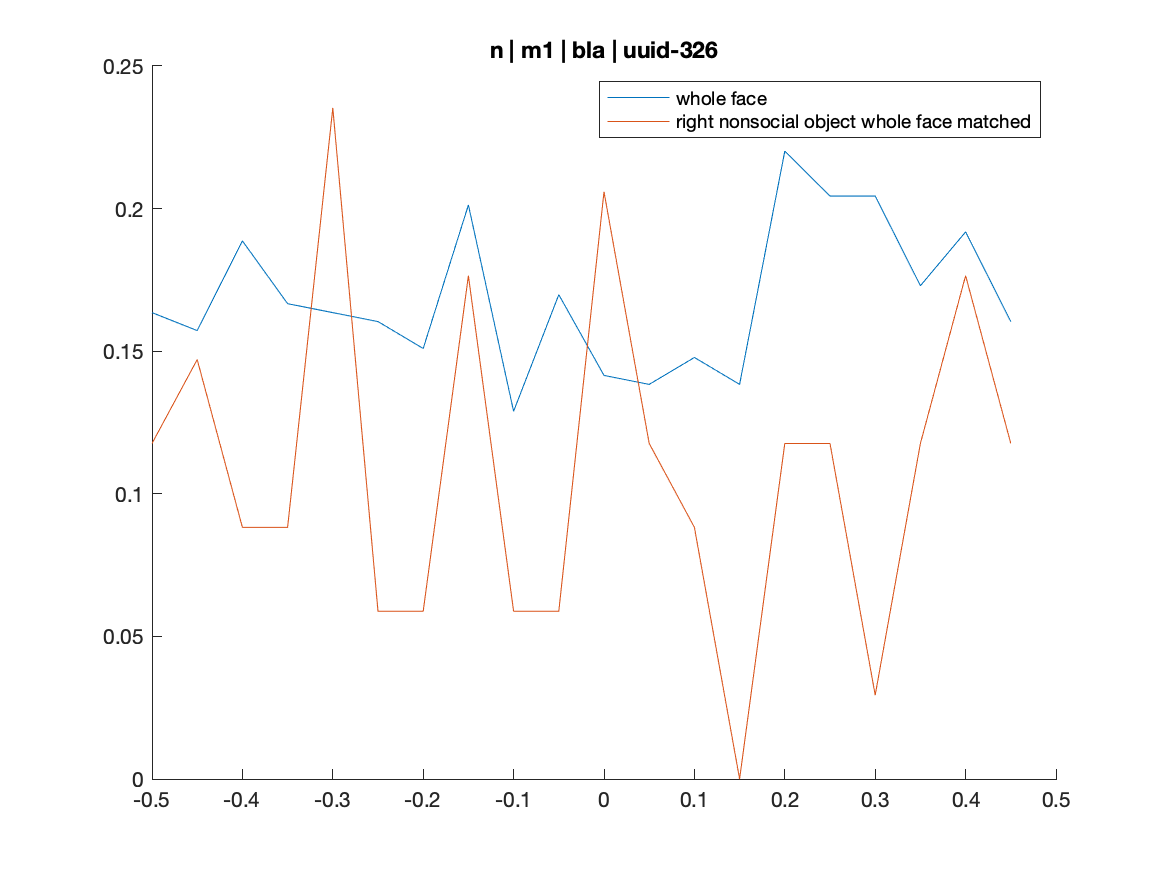 n | m1 | bla | uuid-326
0.25
whole face
right nonsocial object whole face matched
0.2
0.15
0.1
0.05
0
-0.5 -0.4 -0.3 -0.2 -0.1 0 0.1 0.2 0.3 0.4 0.5